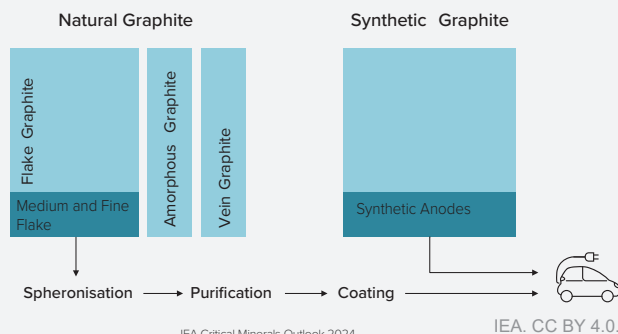 Natural Graphite
Synthetic Graphite
Flake Graphite
Amorphous Graphite
Vein Graphite
Medium and Fine
Flake
Synthetic Anodes
Spheronisation
Purification
Coating
IEA Critical Minerals Outlook 2024
IEA. CC BY 4.0.